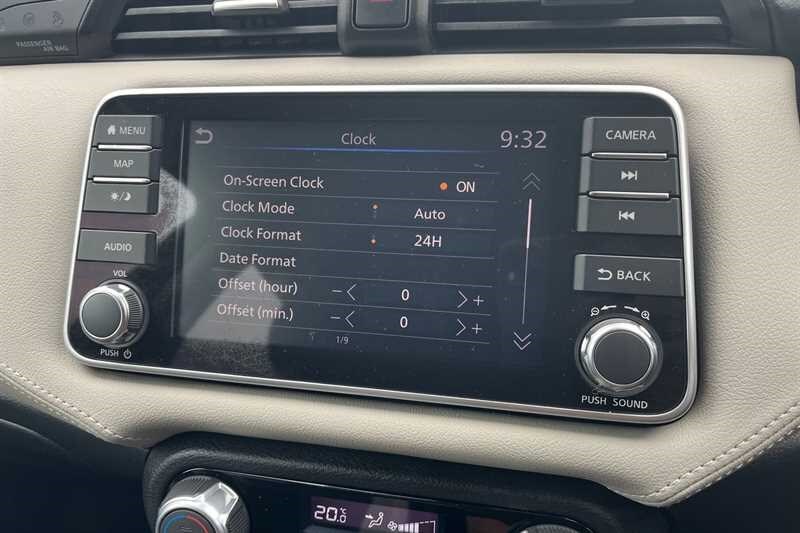 PASSENGER
AIR BAG
MENU
MAP
AUDIO
VOL
PUSH
Clock
9:32
On-Screen Clock ON
Clock Mode Auto
Clock Format 24H
Date Format
Offset (hour) − 0 +
Offset (min.) − 0 +
1/9
CAMERA
BACK
PUSH SOUND
20.0°C